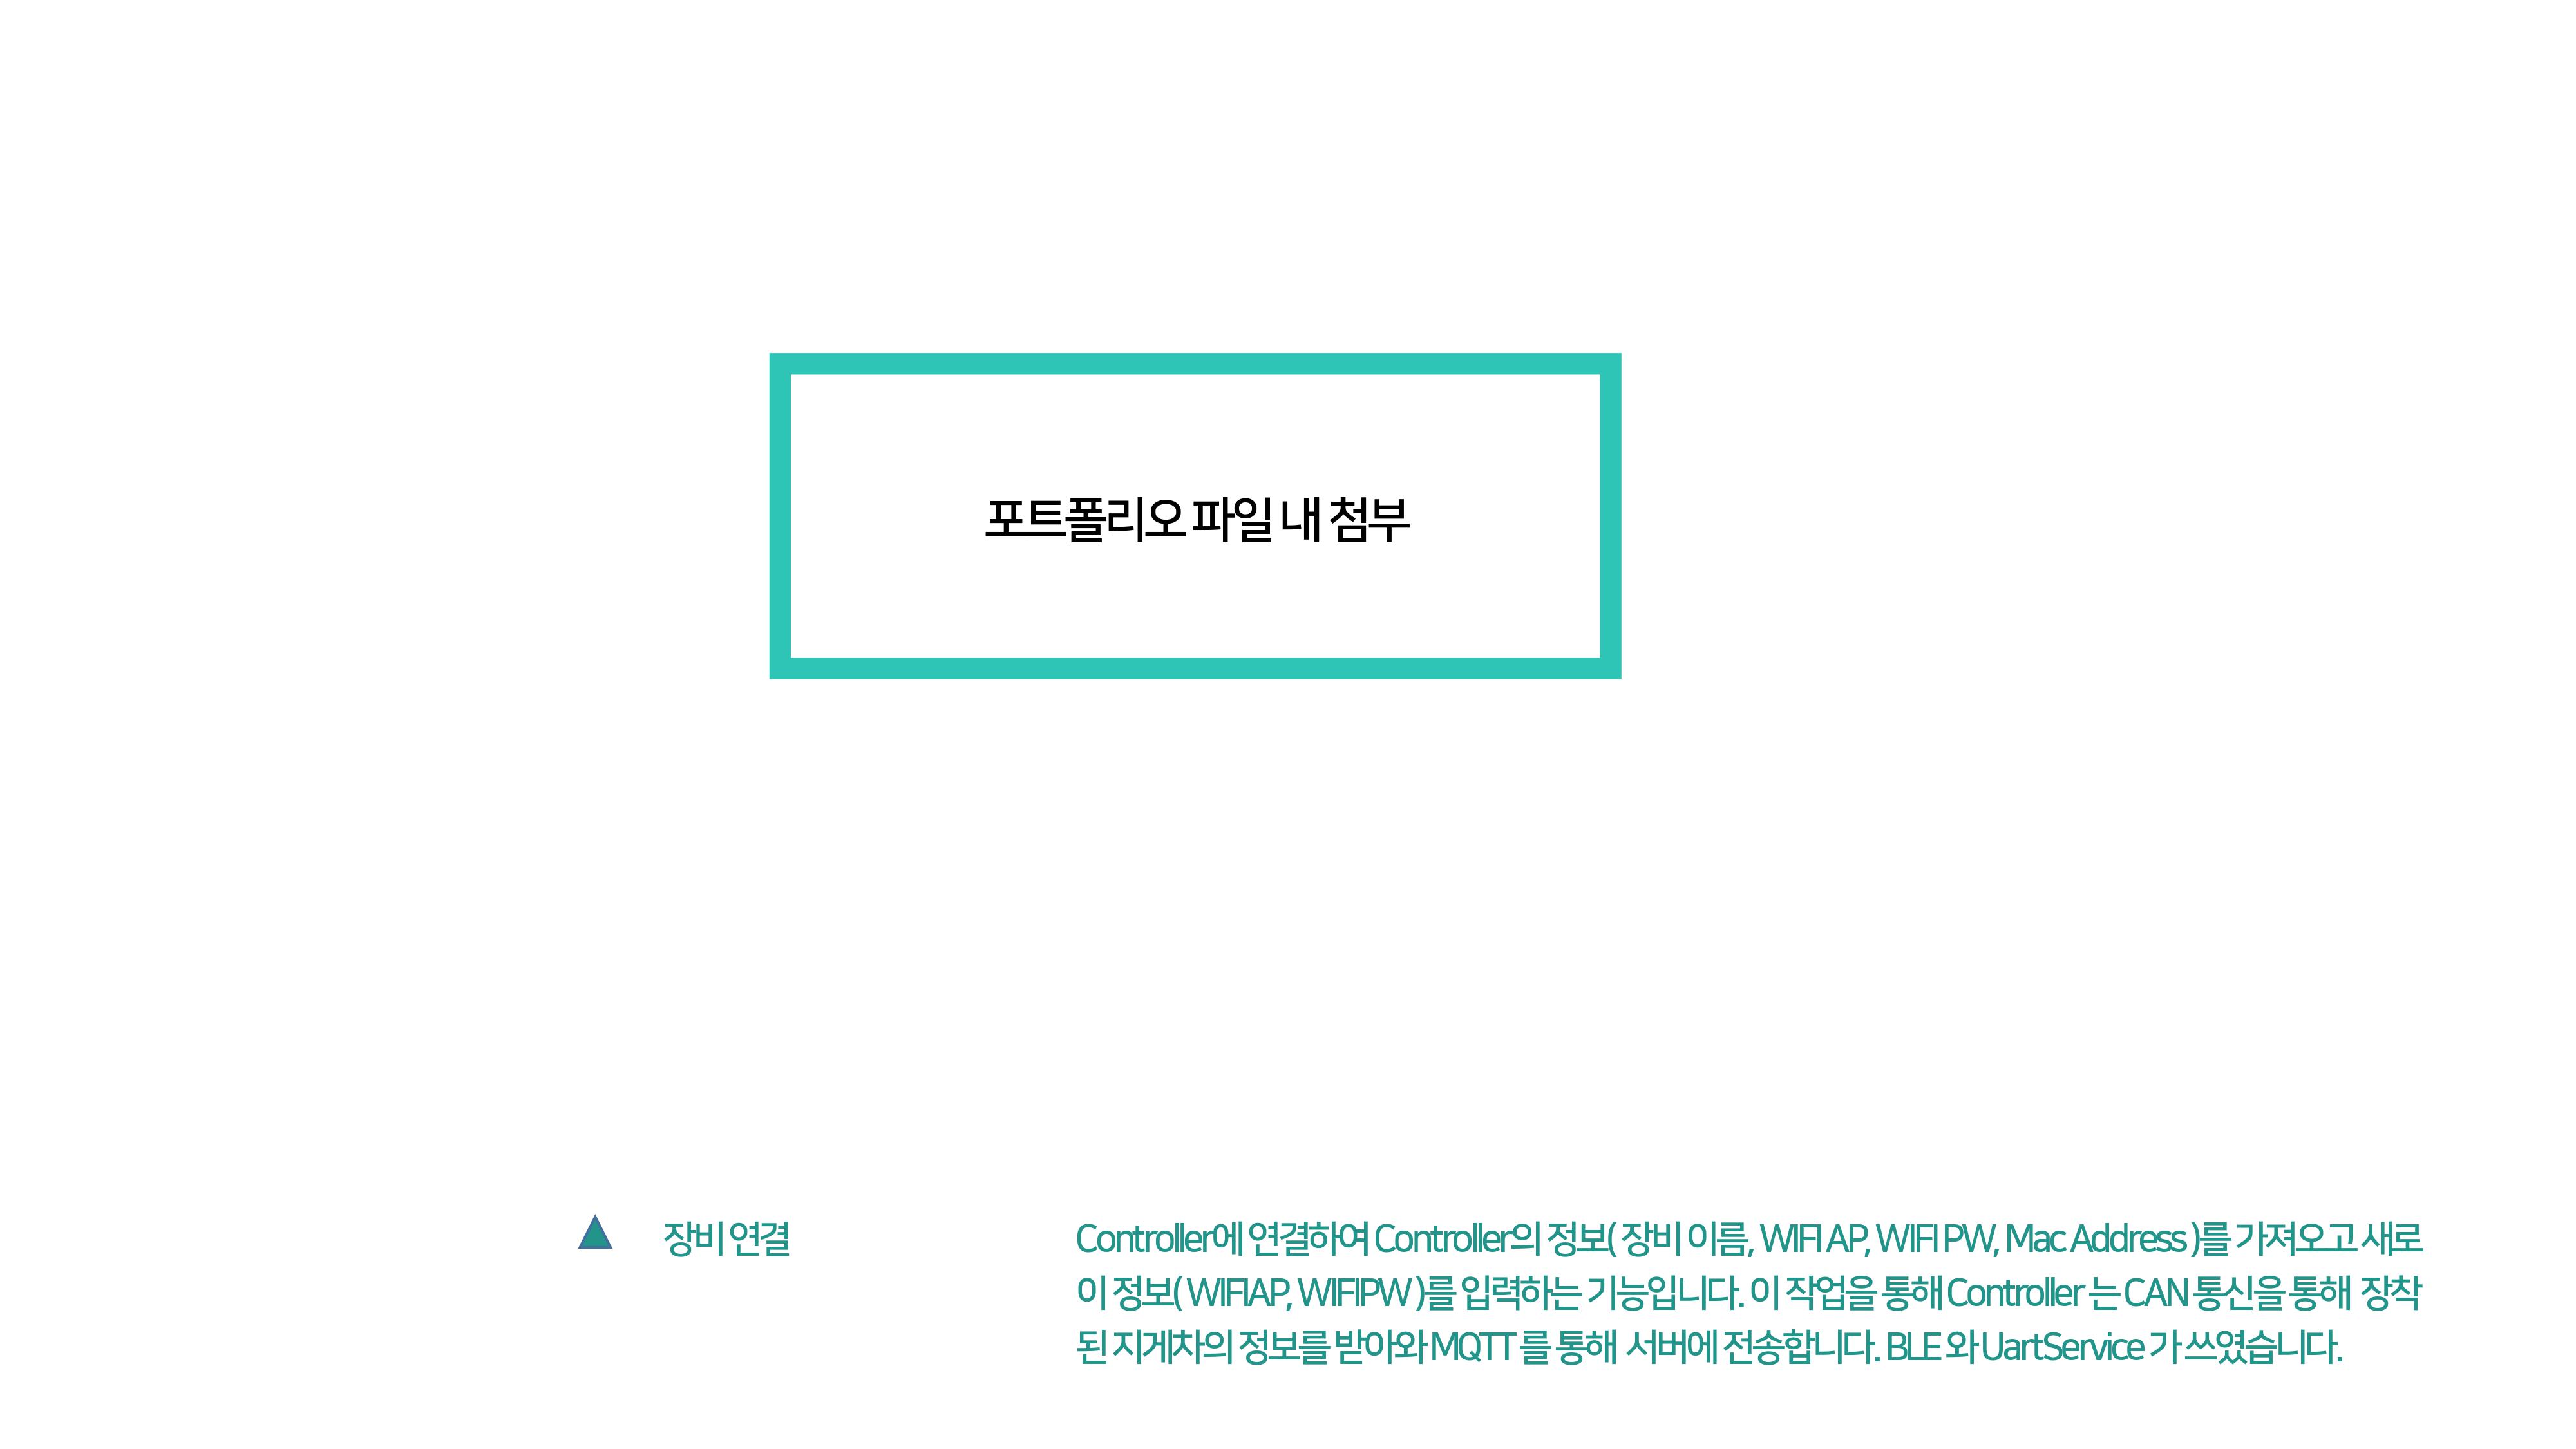 포트폴리오 파일 내 첨부
장비 연결
Controller에 연결하여 Controller의 정보( 장비 이름, WIFI AP, WIFI PW, Mac Address )를 가져오고 새로
이 정보( WIFIAP, WIFIPW )를 입력하는 기능입니다. 이 작업을 통해 Controller 는 CAN 통신을 통해 장착
된 지게차의 정보를 받아와 MQTT 를 통해 서버에 전송합니다. BLE 와 UartService 가 쓰였습니다.